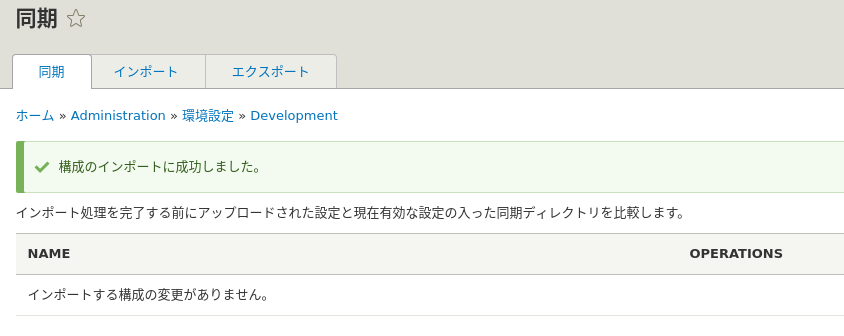 同期
同期 インポート エクスポート
ホーム » Administration » 環境設定 » Development
構成のインポートに成功しました。
インポート処理を完了する前にアップロードされた設定と現在有効な設定の入った同期ディレクトリを比較します。
NAME OPERATIONS
インポートする構成の変更がありません。